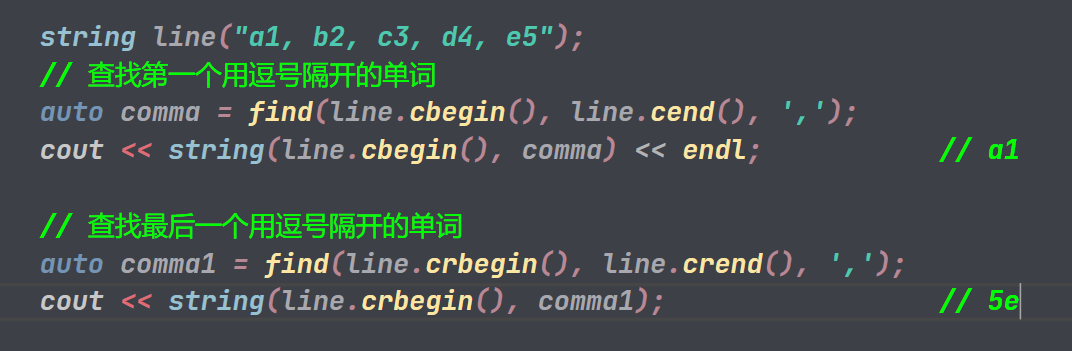 string line("a1, b2, c3, d4, e5");
// 查找第一个用逗号隔开的单词
auto comma = find(line.cbegin(), line.cend(), ',');
cout << string(line.cbegin(), comma) << endl; // a1
// 查找最后一个用逗号隔开的单词
auto comma1 = find(line.crbegin(), line.crend(), ',');
cout << string(line.crbegin(), comma1); // 5e